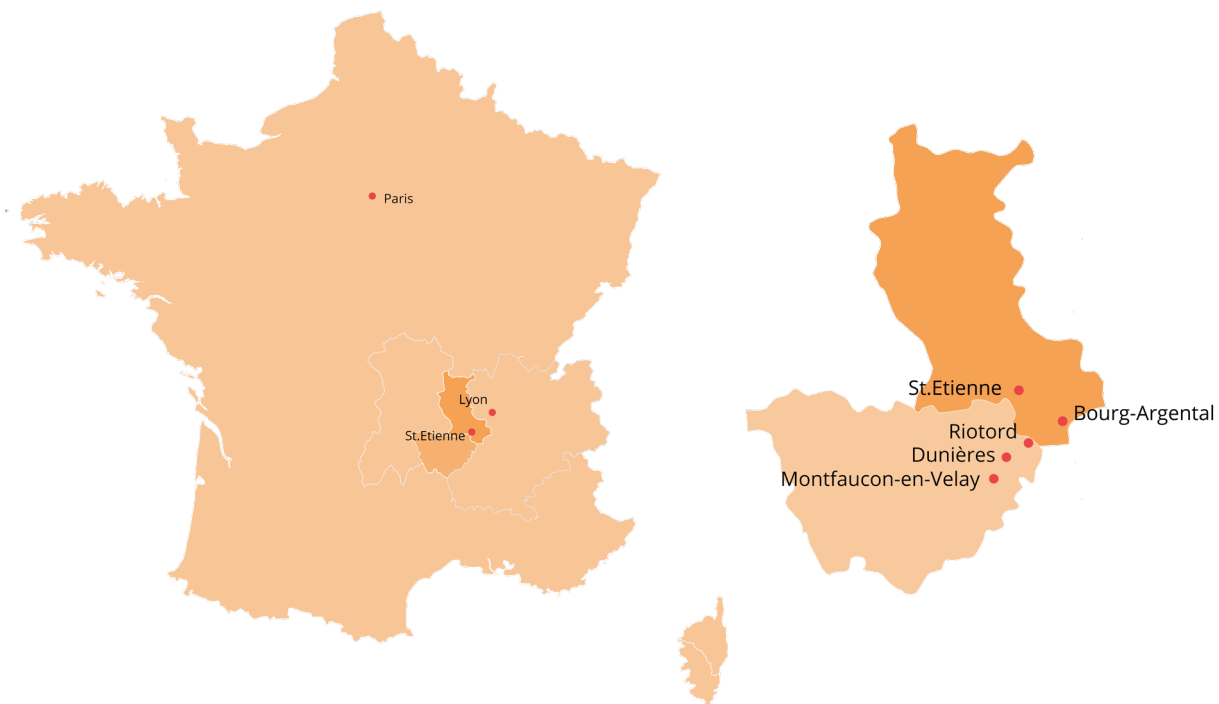 Paris
Lyon
St.Etienne
St.Etienne
Bourg-Argental
Riotord
Dunières
Montfaucon-en-Velay